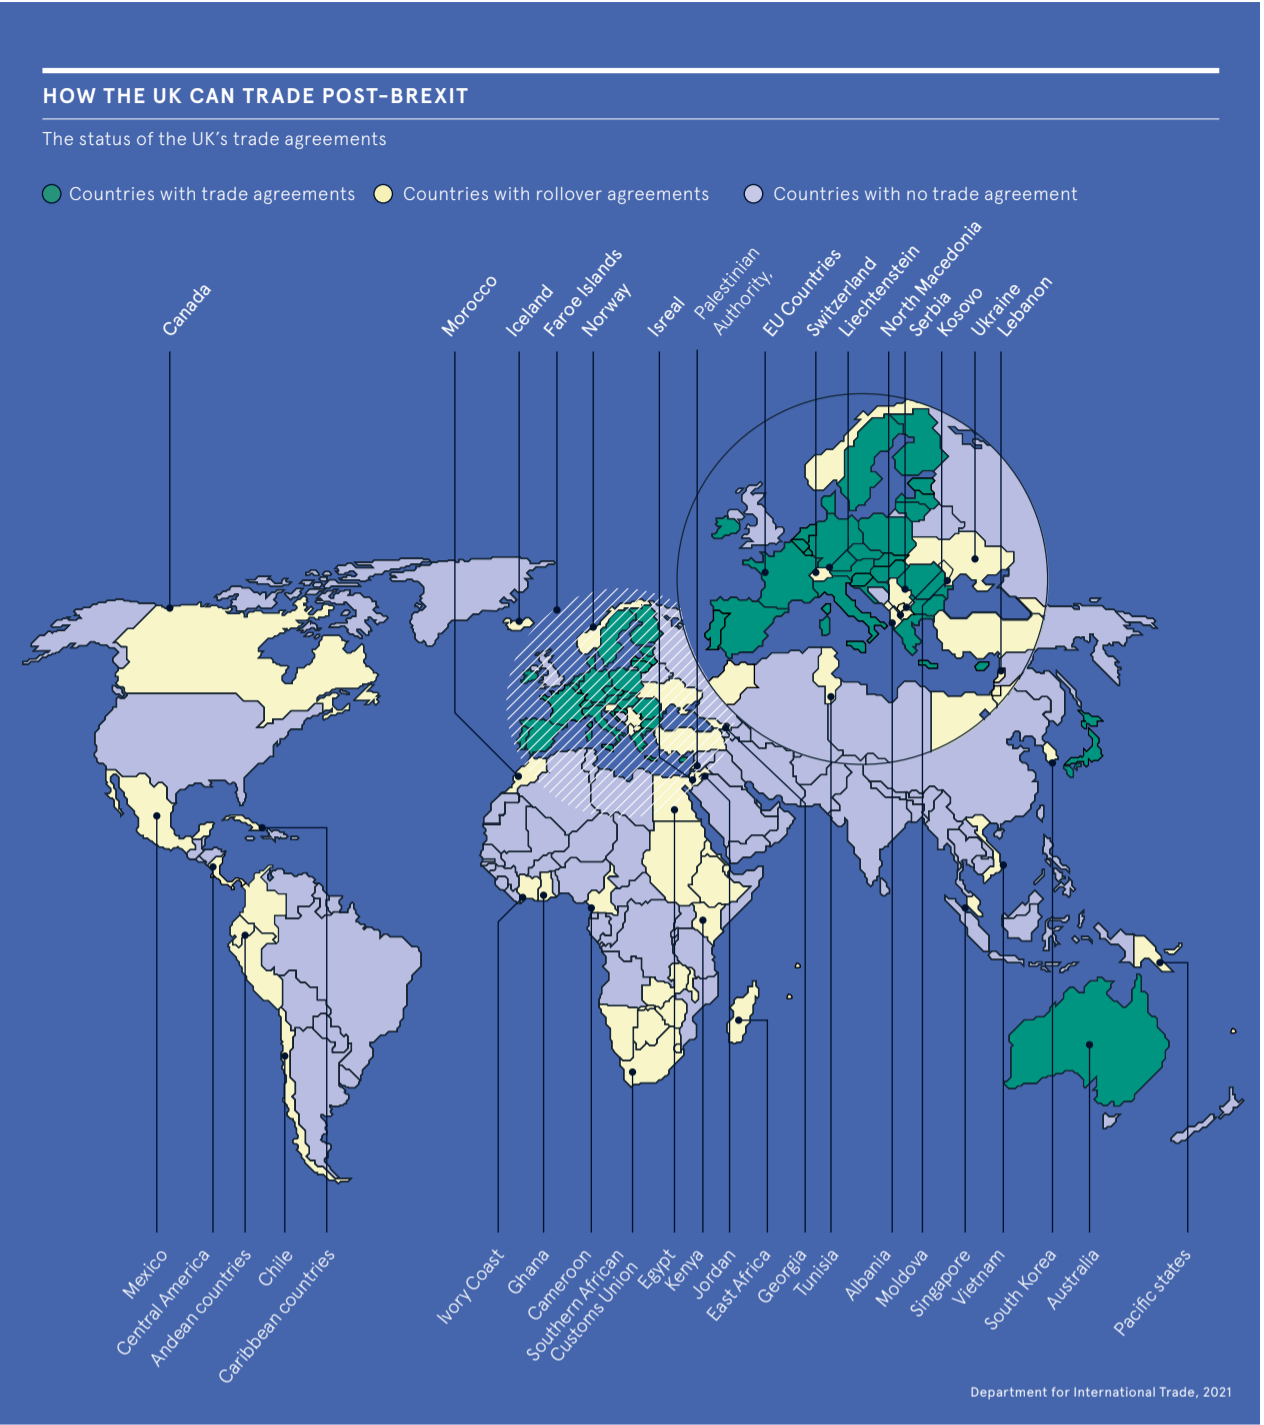 HOW THE UK CAN TRADE POST-BREXIT
The status of the UK's trade agreements
Countries with trade agreements
Countries with rollover agreements
Countries with no trade agreement
Canada
Morocco
Iceland
Faroe Islands
Norway
Isreal
Palestinian
Authority,
EU Countries
Switzerland
Liechtenstein
North Macedonia
Serbia
Kosovo
Ukraine
Lebanon
Mexico
Central America
Andean countries
Chile
Caribbean countries
Ivory Coast
Ghana
Cameroon
Southern African
Customs Union
Egypt
Kenya
Jordan
East Africa
Georgia
Tunisia
Albania
Moldova
Singapore
Vietnam
South Korea
Australia
Pacific states
Department for International Trade, 2021